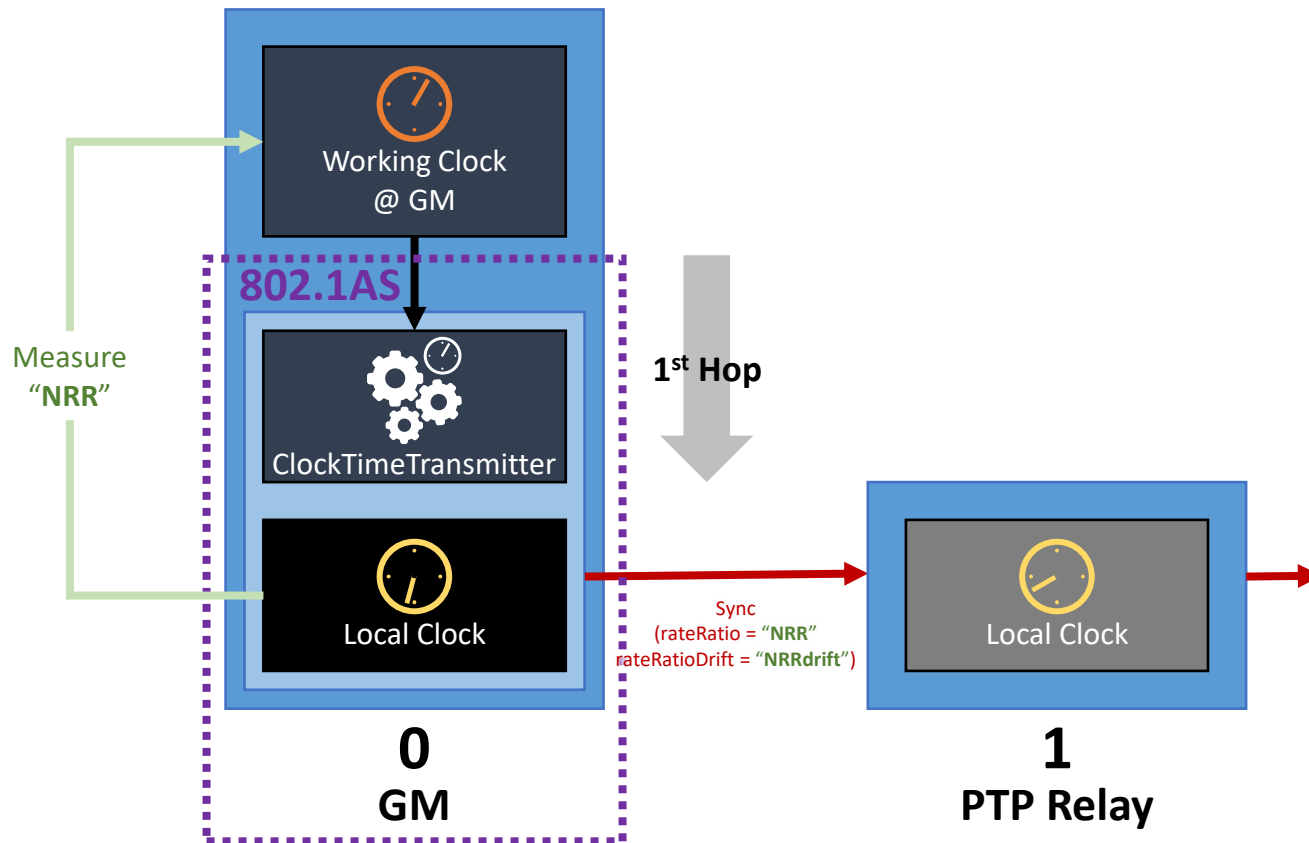 Working Clock
@ GM
802.1AS
Measure
“NRR”
1st Hop
ClockTimeTransmitter
Local Clock
Sync
(rateRatio = “NRR”
rateRatioDrift = “NRRdrift”)
Local Clock
0
GM
1
PTP Relay